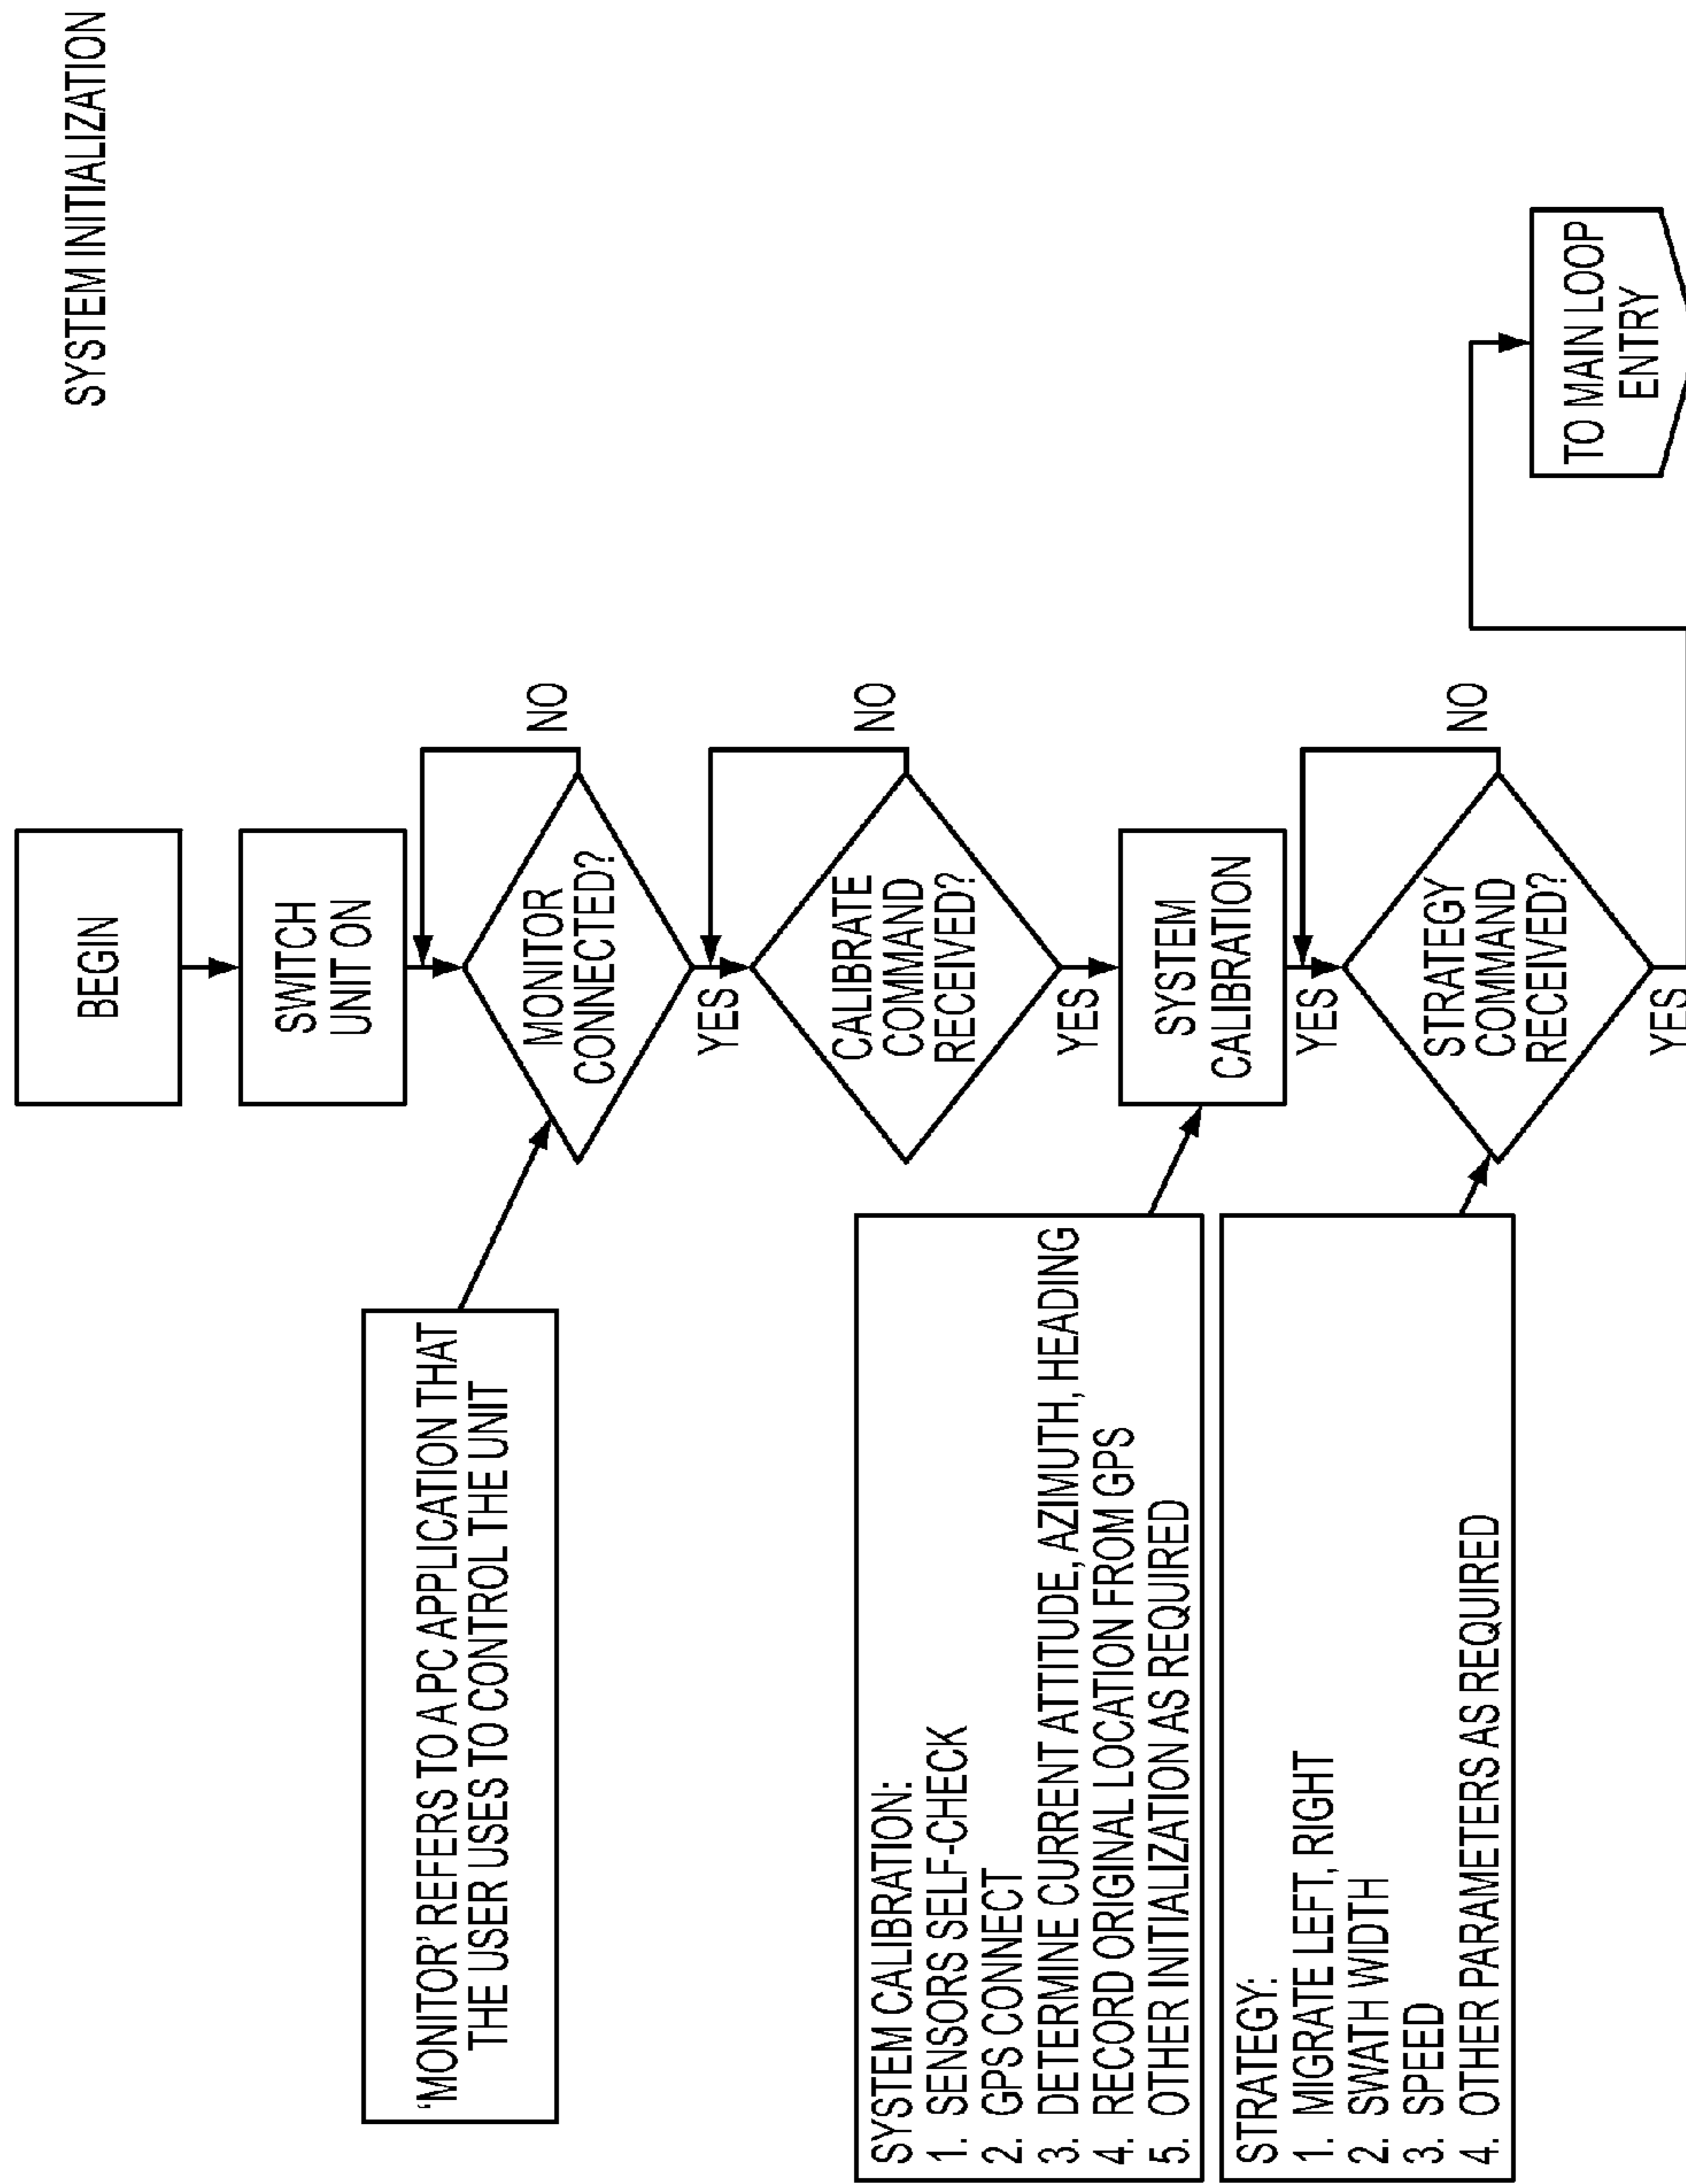 SYSTEM INITIALIZATION
BEGIN
SWITCH
UNIT ON
'MONITOR' REFERS TO A PC APPLICATION THAT
THE USER USES TO CONTROL THE UNIT
MONITOR
CONNECTED?
NO
YES
CALIBRATE
COMMAND
RECEIVED?
NO
YES
SYSTEM CALIBRATION:
1. SENSORS SELF-CHECK
2. GPS CONNECT
3. DETERMINE CURRENT ATTITUDE, AZIMUTH, HEADING
4. RECORD ORIGINAL LOCATION FROM GPS
5. OTHER INITIALIZATION AS REQUIRED
SYSTEM
CALIBRATION
YES
STRATEGY:
1. MIGRATE LEFT, RIGHT
2. SWATH WIDTH
3. SPEED
4. OTHER PARAMETERS AS REQUIRED
STRATEGY
COMMAND
RECEIVED?
NO
YES
TO MAIN LOOP
ENTRY